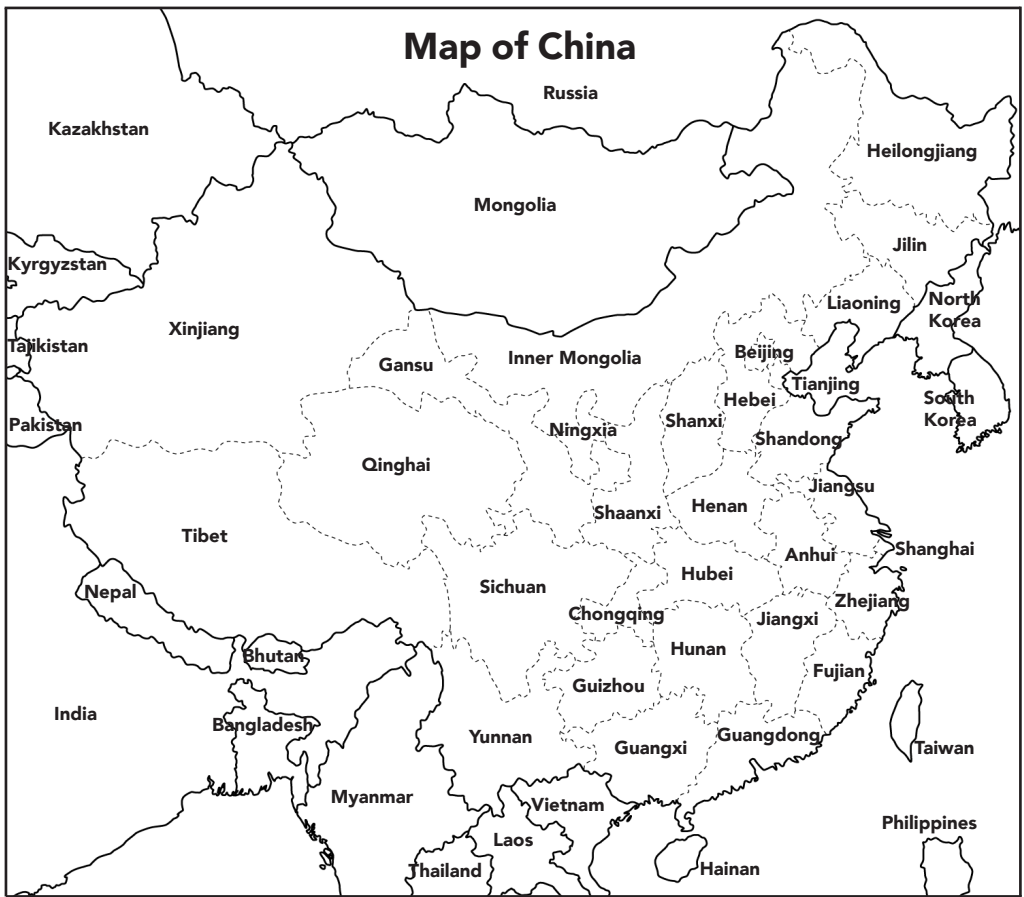 Map of China
Russia
Kazakhstan
Heilongjiang
Mongolia
Jilin
Kyrgyzstan
Liaoning
North
Korea
Xinjiang
Tajikistan
Inner Mongolia
Beijing
Gansu
Tianjing
Hebei
South
Korea
Pakistan
Ningxia
Shanxi
Shandong
Qinghai
Jiangsu
Henan
Shaanxi
Tibet
Anhui
Shanghai
Hubei
Sichuan
Nepal
Chongqing
Zhejiang
Jiangxi
Hunan
Bhutan
Fujian
Guizhou
India
Bangladesh
Yunnan
Guangxi
Guangdong
Taiwan
Myanmar
Vietnam
Philippines
Laos
Thailand
Hainan